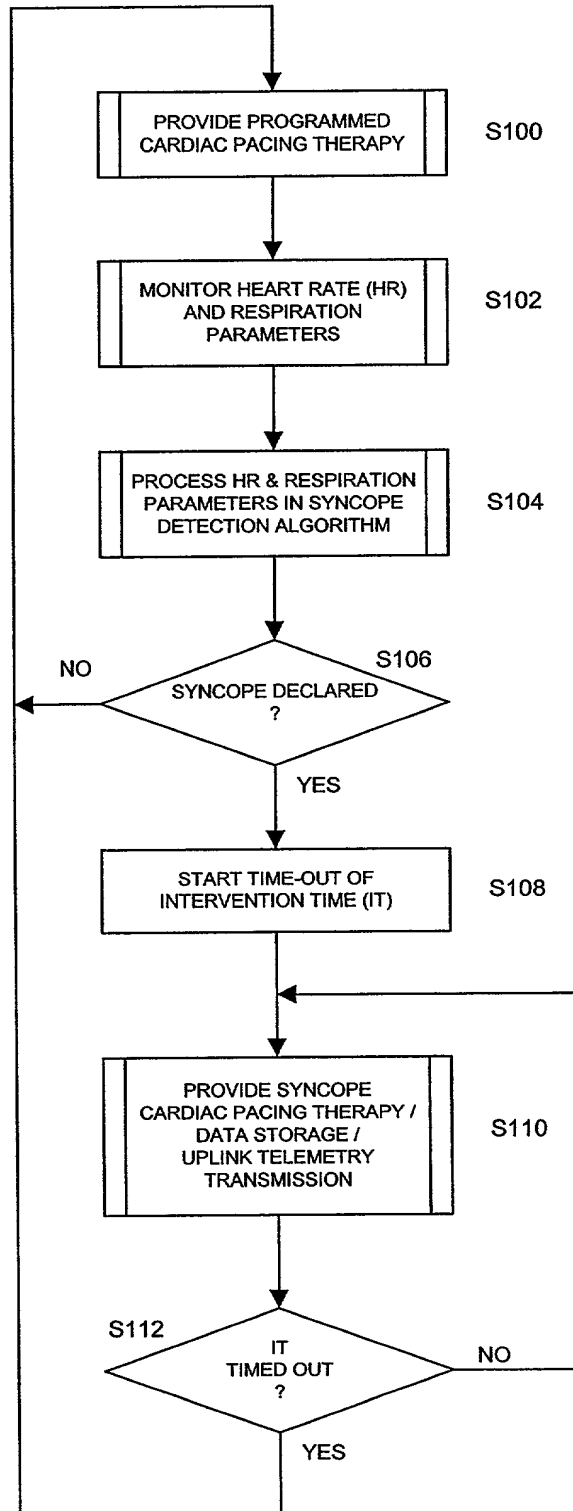 PROVIDE PROGRAMMED
CARDIAC PACING THERAPY
S100
MONITOR HEART RATE (HR)
AND RESPIRATION
PARAMETERS
S102
PROCESS HR & RESPIRATION
PARAMETERS IN SYNCOPE
DETECTION ALGORITHM
S104
S106
NO
SYNCOPE DECLARED
?
YES
START TIME-OUT OF
INTERVENTION TIME (IT)
S108
PROVIDE SYNCOPE
CARDIAC PACING THERAPY /
DATA STORAGE /
UPLINK TELEMETRY
TRANSMISSION
S110
S112
IT
TIMED OUT
?
NO
YES